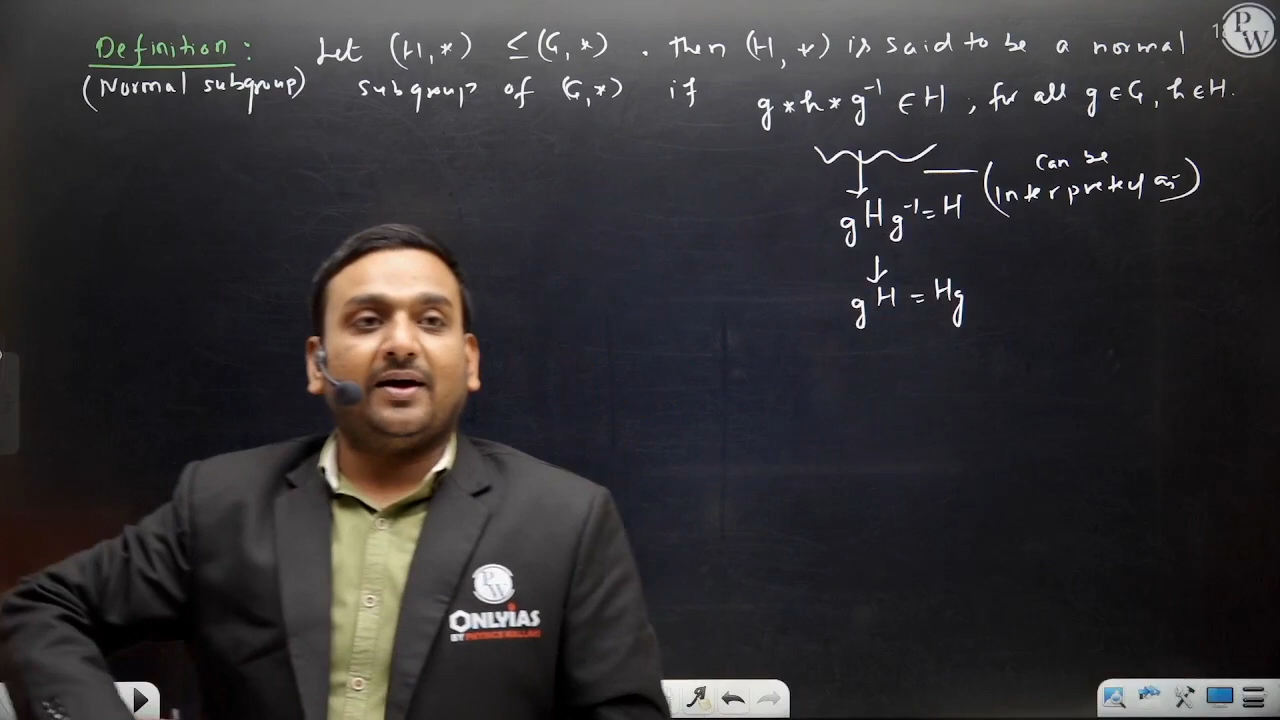 Definition: Let (H, *) ≤ (G, *). then (H, *) is said to be a normal
(Normal subgroup) subgroup of (G, *) if g * h * g⁻¹ ∈ H, for all g ∈ G, h ∈ H.
(Can be
interpreted as)
gHg⁻¹ = H
gH = Hg
PW
PW
ONLYIAS
BY PHYSICS WALLAH